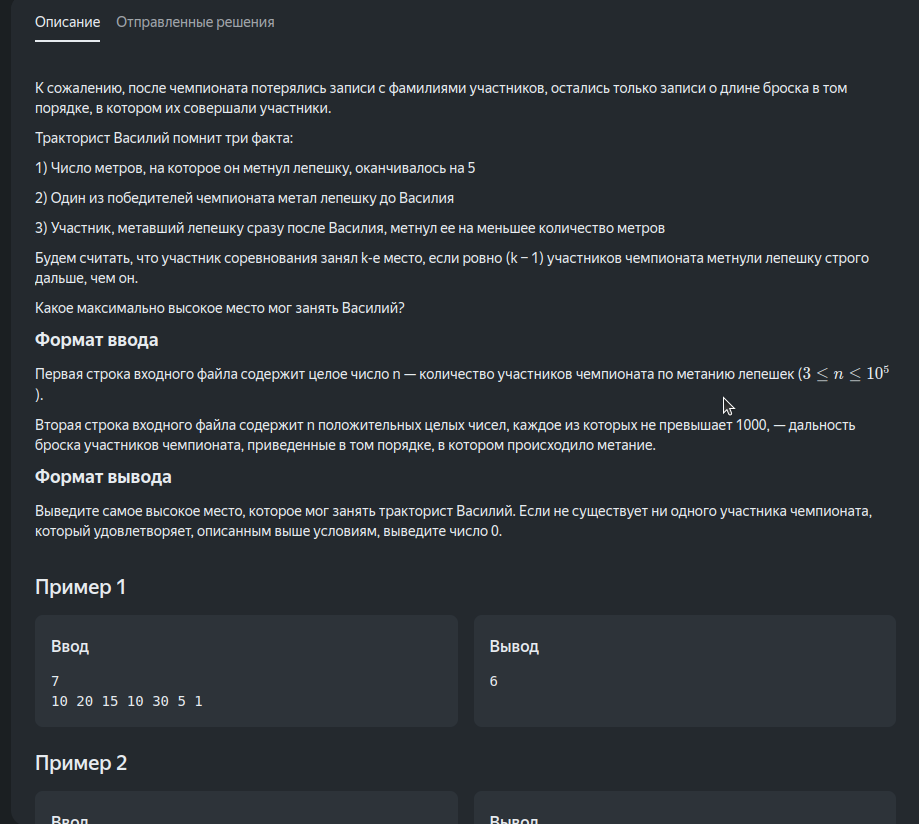 Описание Отправленные решения
К сожалению, после чемпионата потерялись записи с фамилиями участников, остались только записи о длине броска в том
порядке, в котором их совершали участники.
Тракторист Василий помнит три факта:
1) Число метров, на которое он метнул лепешку, оканчивалось на 5
2) Один из победителей чемпионата метал лепешку до Василия
3) Участник, метавший лепешку сразу после Василия, метнул ее на меньшее количество метров
Будем считать, что участник соревнования занял k-е место, если ровно (k − 1) участников чемпионата метнули лепешку строго
дальше, чем он.
Какое максимально высокое место мог занять Василий?
Формат ввода
Первая строка входного файла содержит целое число n — количество участников чемпионата по метанию лепешек (3 ≤ n ≤ 10⁵
).
Вторая строка входного файла содержит n положительных целых чисел, каждое из которых не превышает 1000, — дальность
броска участников чемпионата, приведенные в том порядке, в котором происходило метание.
Формат вывода
Выведите самое высокое место, которое мог занять тракторист Василий. Если не существует ни одного участника чемпионата,
который удовлетворяет, описанным выше условиям, выведите число 0.
Пример 1
Ввод Вывод
7 6
10 20 15 10 30 5 1
Пример 2
Ввод Вывод